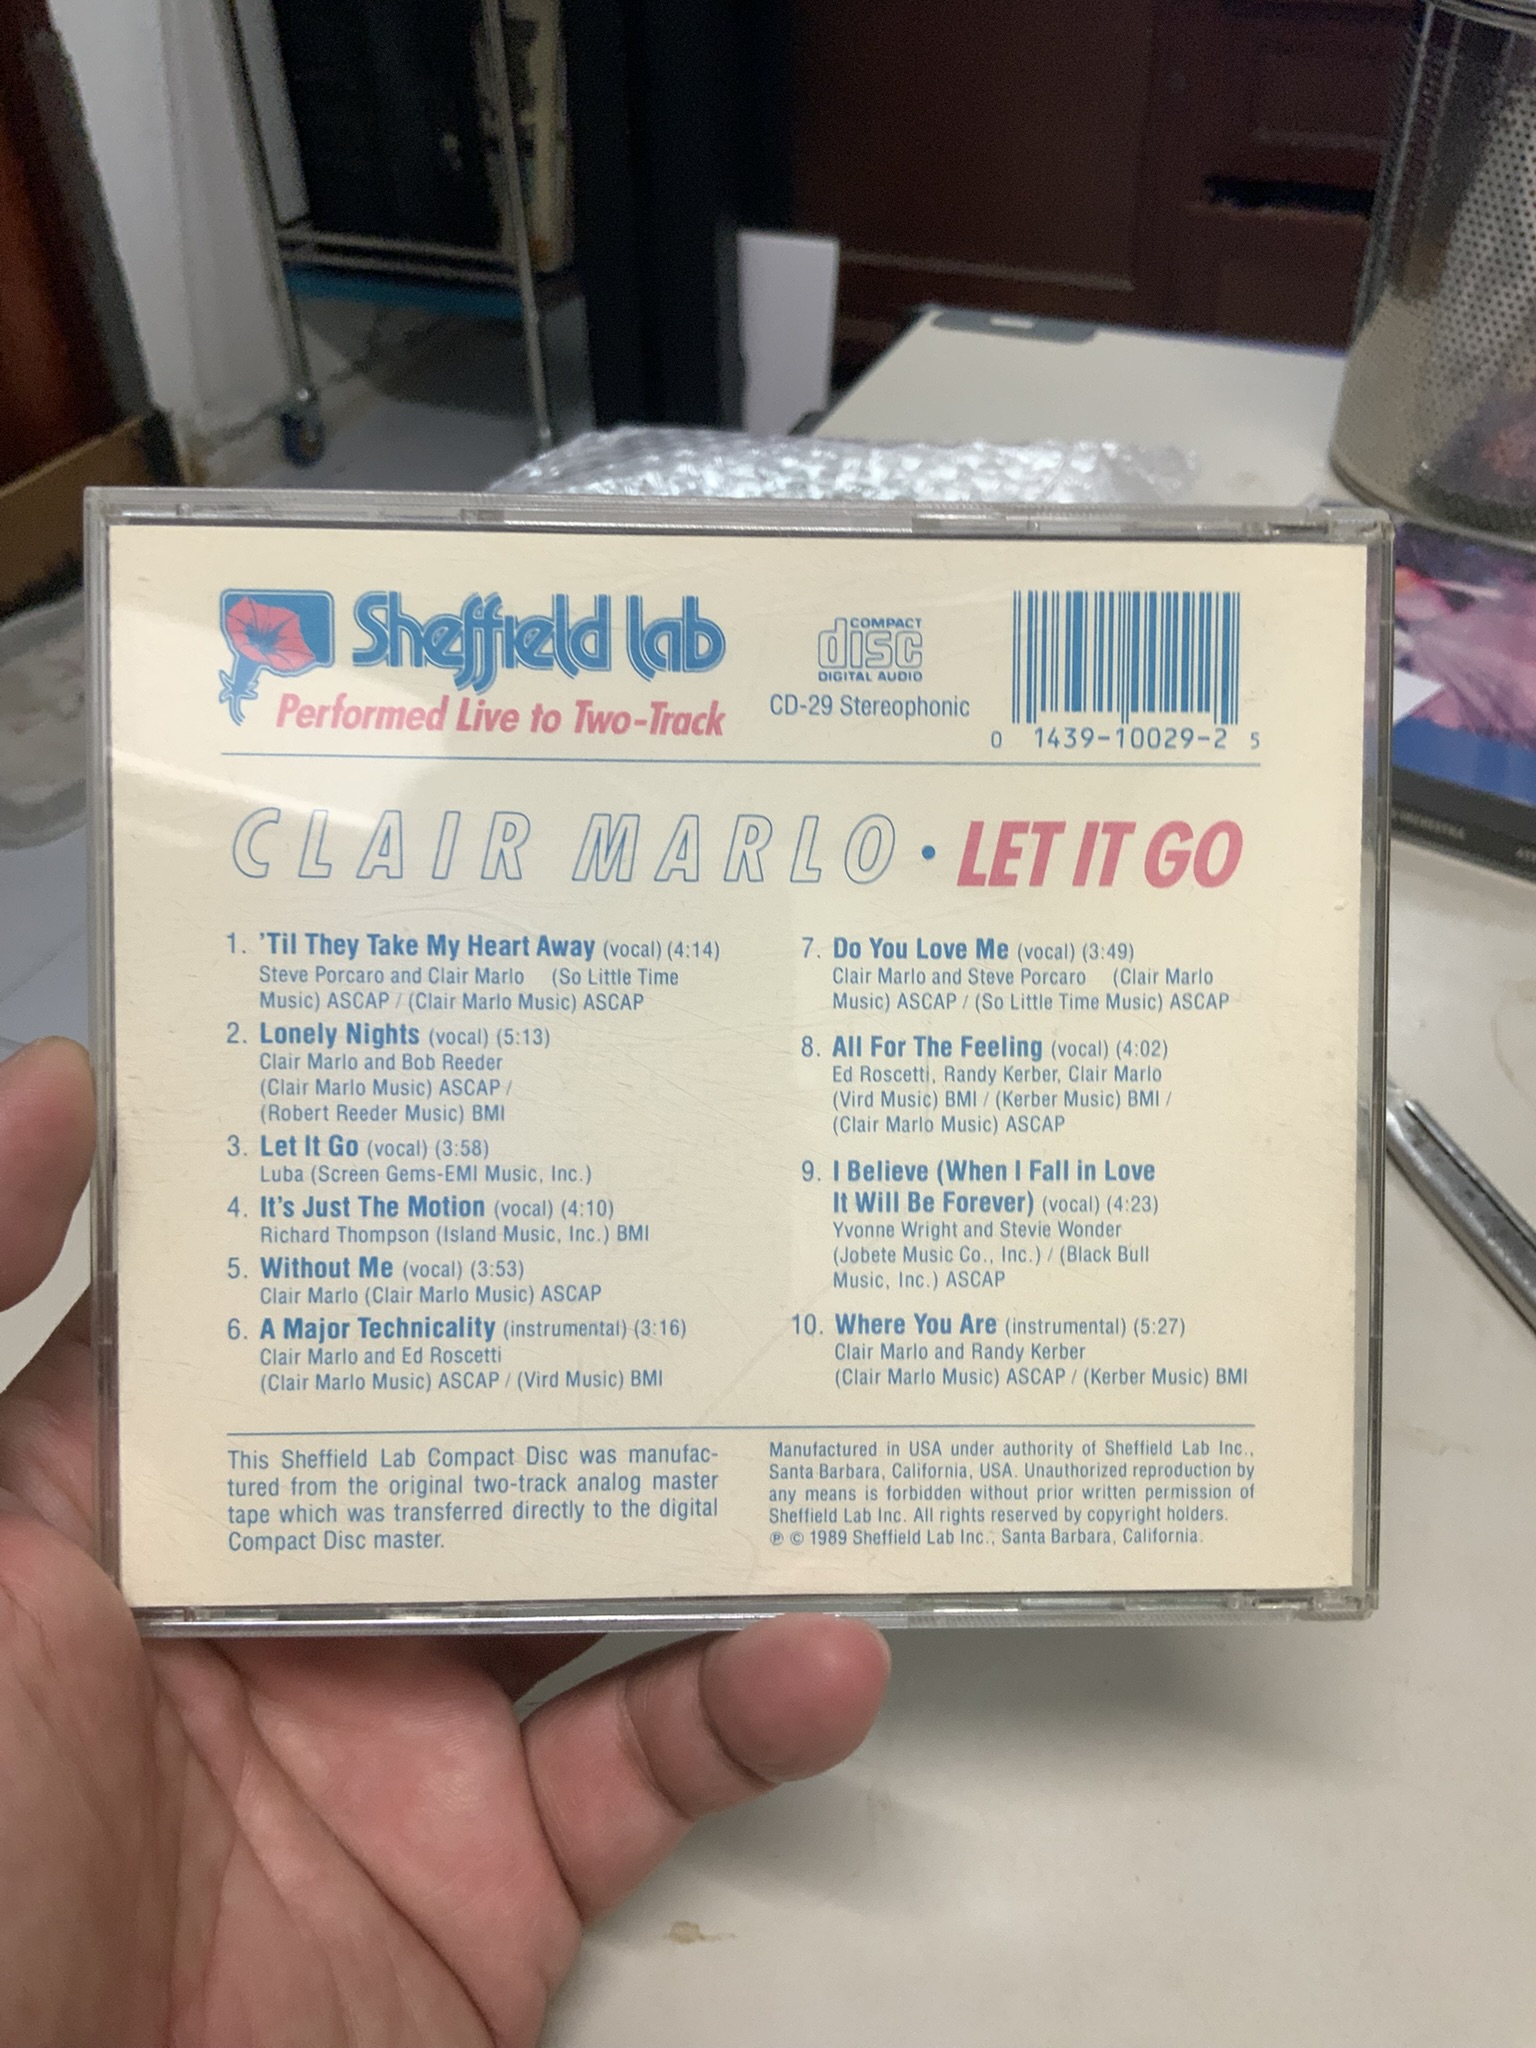 Sheffield Lab
Performed Live to Two-Track
COMPACT
disc
DIGITAL AUDIO
CD-29 Stereophonic
0 1439-10029-2 5
CLAIR MARLO • LET IT GO
1. 'Til They Take My Heart Away (vocal) (4:14)
Steve Porcaro and Clair Marlo (So Little Time
Music) ASCAP / (Clair Marlo Music) ASCAP
2. Lonely Nights (vocal) (5:13)
Clair Marlo and Bob Reeder
(Clair Marlo Music) ASCAP /
(Robert Reeder Music) BMI
3. Let It Go (vocal) (3:58)
Luba (Screen Gems-EMI Music, Inc.)
4. It's Just The Motion (vocal) (4:10)
Richard Thompson (Island Music, Inc.) BMI
5. Without Me (vocal) (3:53)
Clair Marlo (Clair Marlo Music) ASCAP
6. A Major Technicality (instrumental) (3:16)
Clair Marlo and Ed Roscetti
(Clair Marlo Music) ASCAP / (Vird Music) BMI
7. Do You Love Me (vocal) (3:49)
Clair Marlo and Steve Porcaro (Clair Marlo
Music) ASCAP / (So Little Time Music) ASCAP
8. All For The Feeling (vocal) (4:02)
Ed Roscetti, Randy Kerber, Clair Marlo
(Vird Music) BMI / (Kerber Music) BMI /
(Clair Marlo Music) ASCAP
9. I Believe (When I Fall in Love
It Will Be Forever) (vocal) (4:23)
Yvonne Wright and Stevie Wonder
(Jobete Music Co., Inc.) / (Black Bull
Music, Inc.) ASCAP
10. Where You Are (instrumental) (5:27)
Clair Marlo and Randy Kerber
(Clair Marlo Music) ASCAP / (Kerber Music) BMI
This Sheffield Lab Compact Disc was manufac-
tured from the original two-track analog master
tape which was transferred directly to the digital
Compact Disc master.
Manufactured in USA under authority of Sheffield Lab Inc.,
Santa Barbara, California, USA. Unauthorized reproduction by
any means is forbidden without prior written permission of
Sheffield Lab Inc. All rights reserved by copyright holders.
℗ © 1989 Sheffield Lab Inc., Santa Barbara, California.